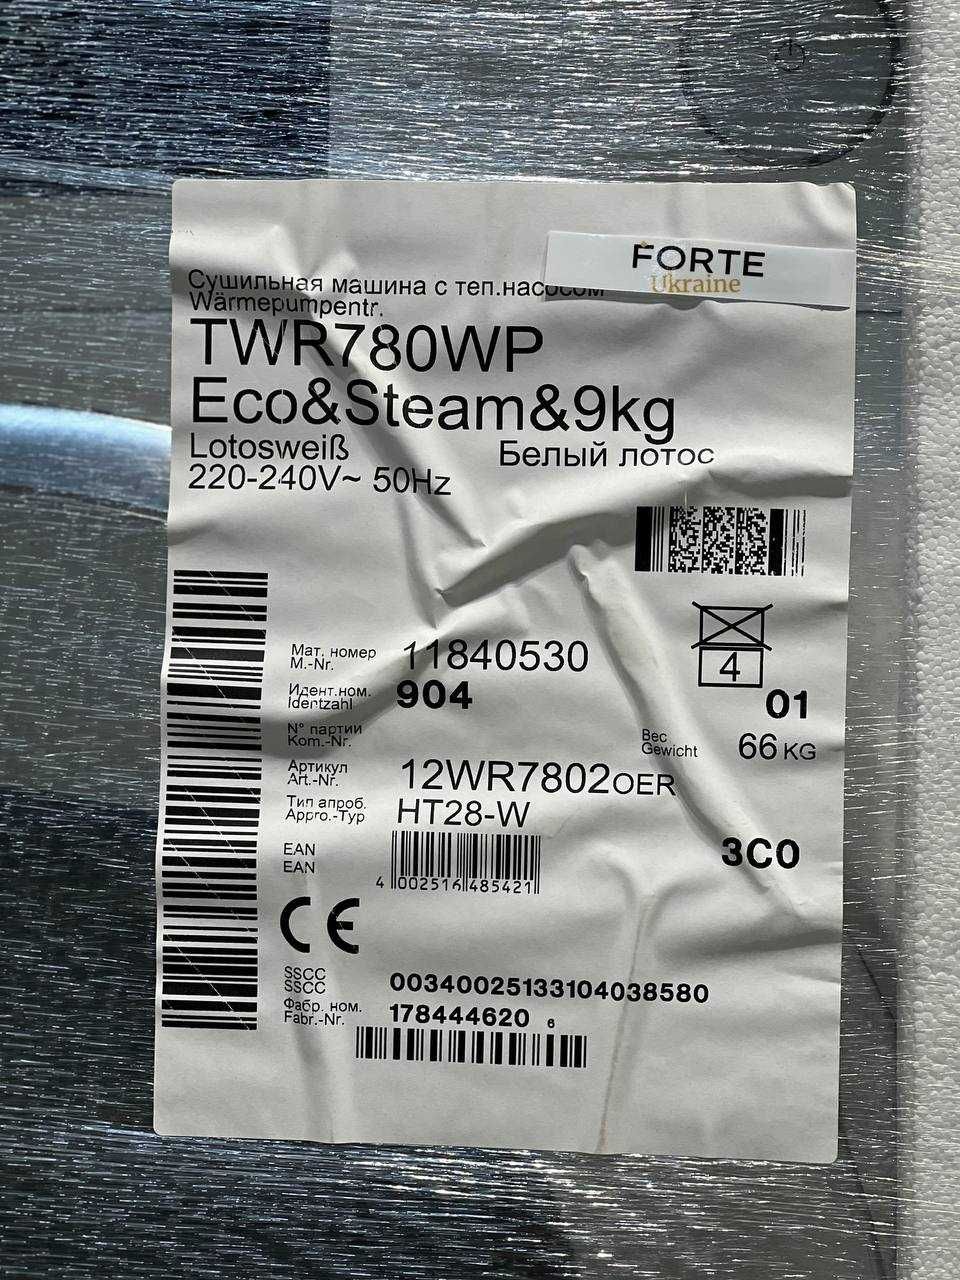 FORTE
Ukraine
Сушильная машина с теп.насосом
Wärmepumpentr.
TWR780WP
Eco&Steam&9kg
Lotosweiß Белый лотос
220-240V~ 50Hz
Мат. номер 11840530
M.-Nr.
4
Идент.ном. 904 01
Identzahl
N° партии
Kom.-Nr.
Вес 66 KG
Gewicht
Артикул 12WR7802OER
Art.-Nr.
Тип апроб. HT28-W
Appro.-Typ
EAN 3C0
EAN
4 002516 485421
CE
SSCC 00340025133104038580
SSCC
Фабр. ном. 178444620 6
Fabr.-Nr.